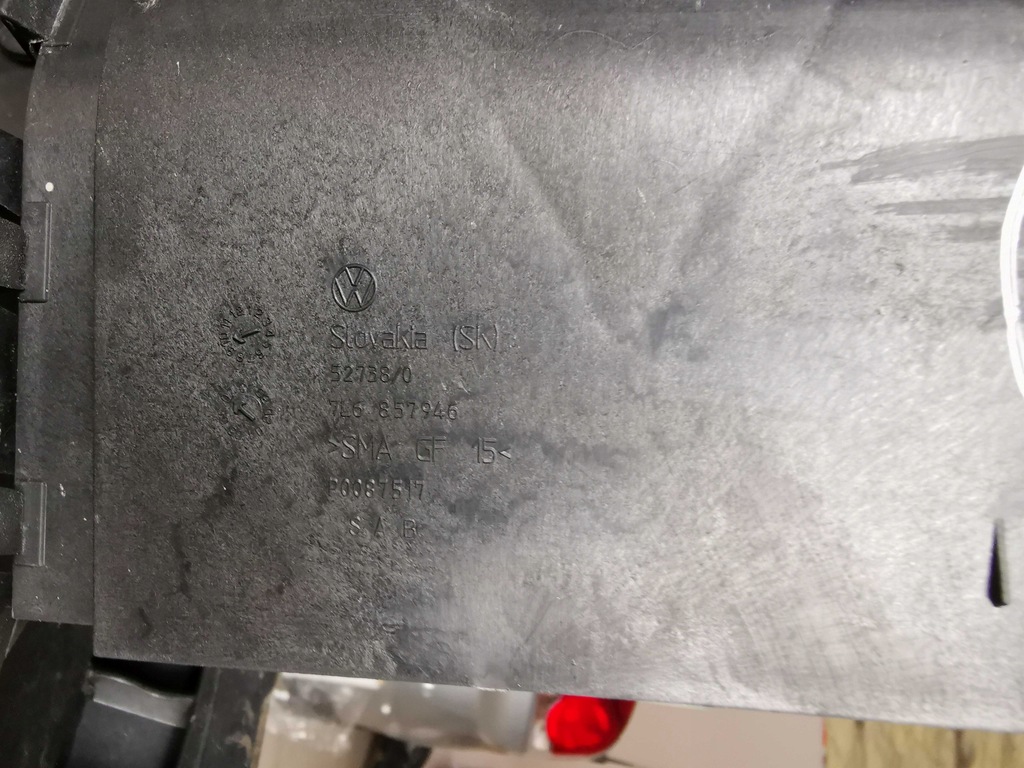 Slovakia (SK)
52738/0
7L6 857946
>SMA GF 15<
P0087517
S A B